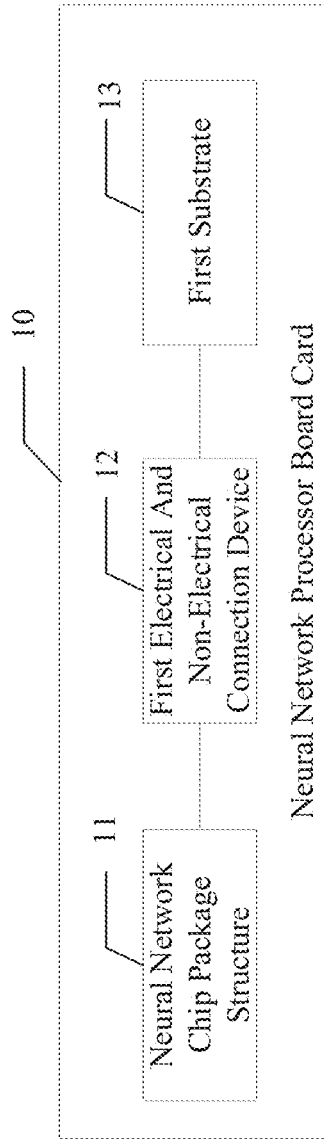 10
11
12
13
Neural Network
Chip Package
Structure
First Electrical And
Non-Electrical
Connection Device
First Substrate
Neural Network Processor Board Card